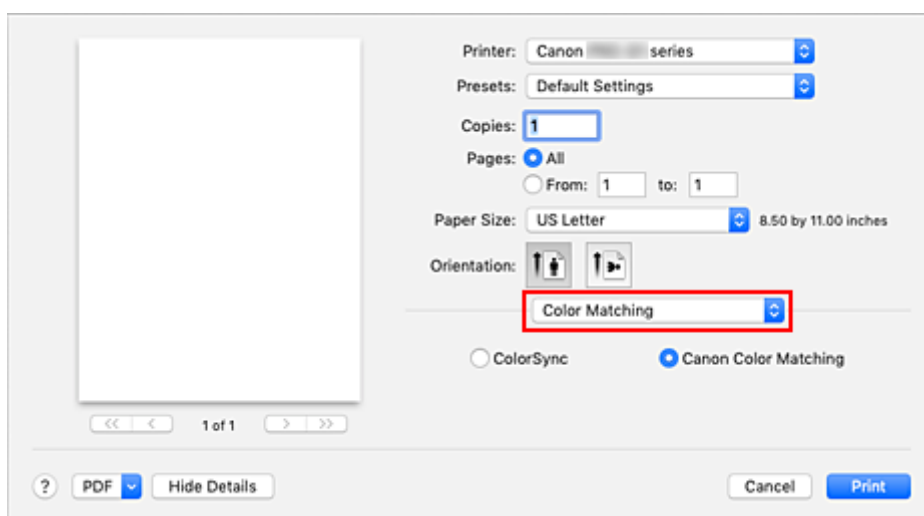 Printer: Canon series
Presets: Default Settings
Copies: 1
Pages: All
From: 1 to: 1
Paper Size: US Letter 8.50 by 11.00 inches
Orientation:
Color Matching
ColorSync Canon Color Matching
<< < 1 of 1 > >>
? PDF Hide Details Cancel Print